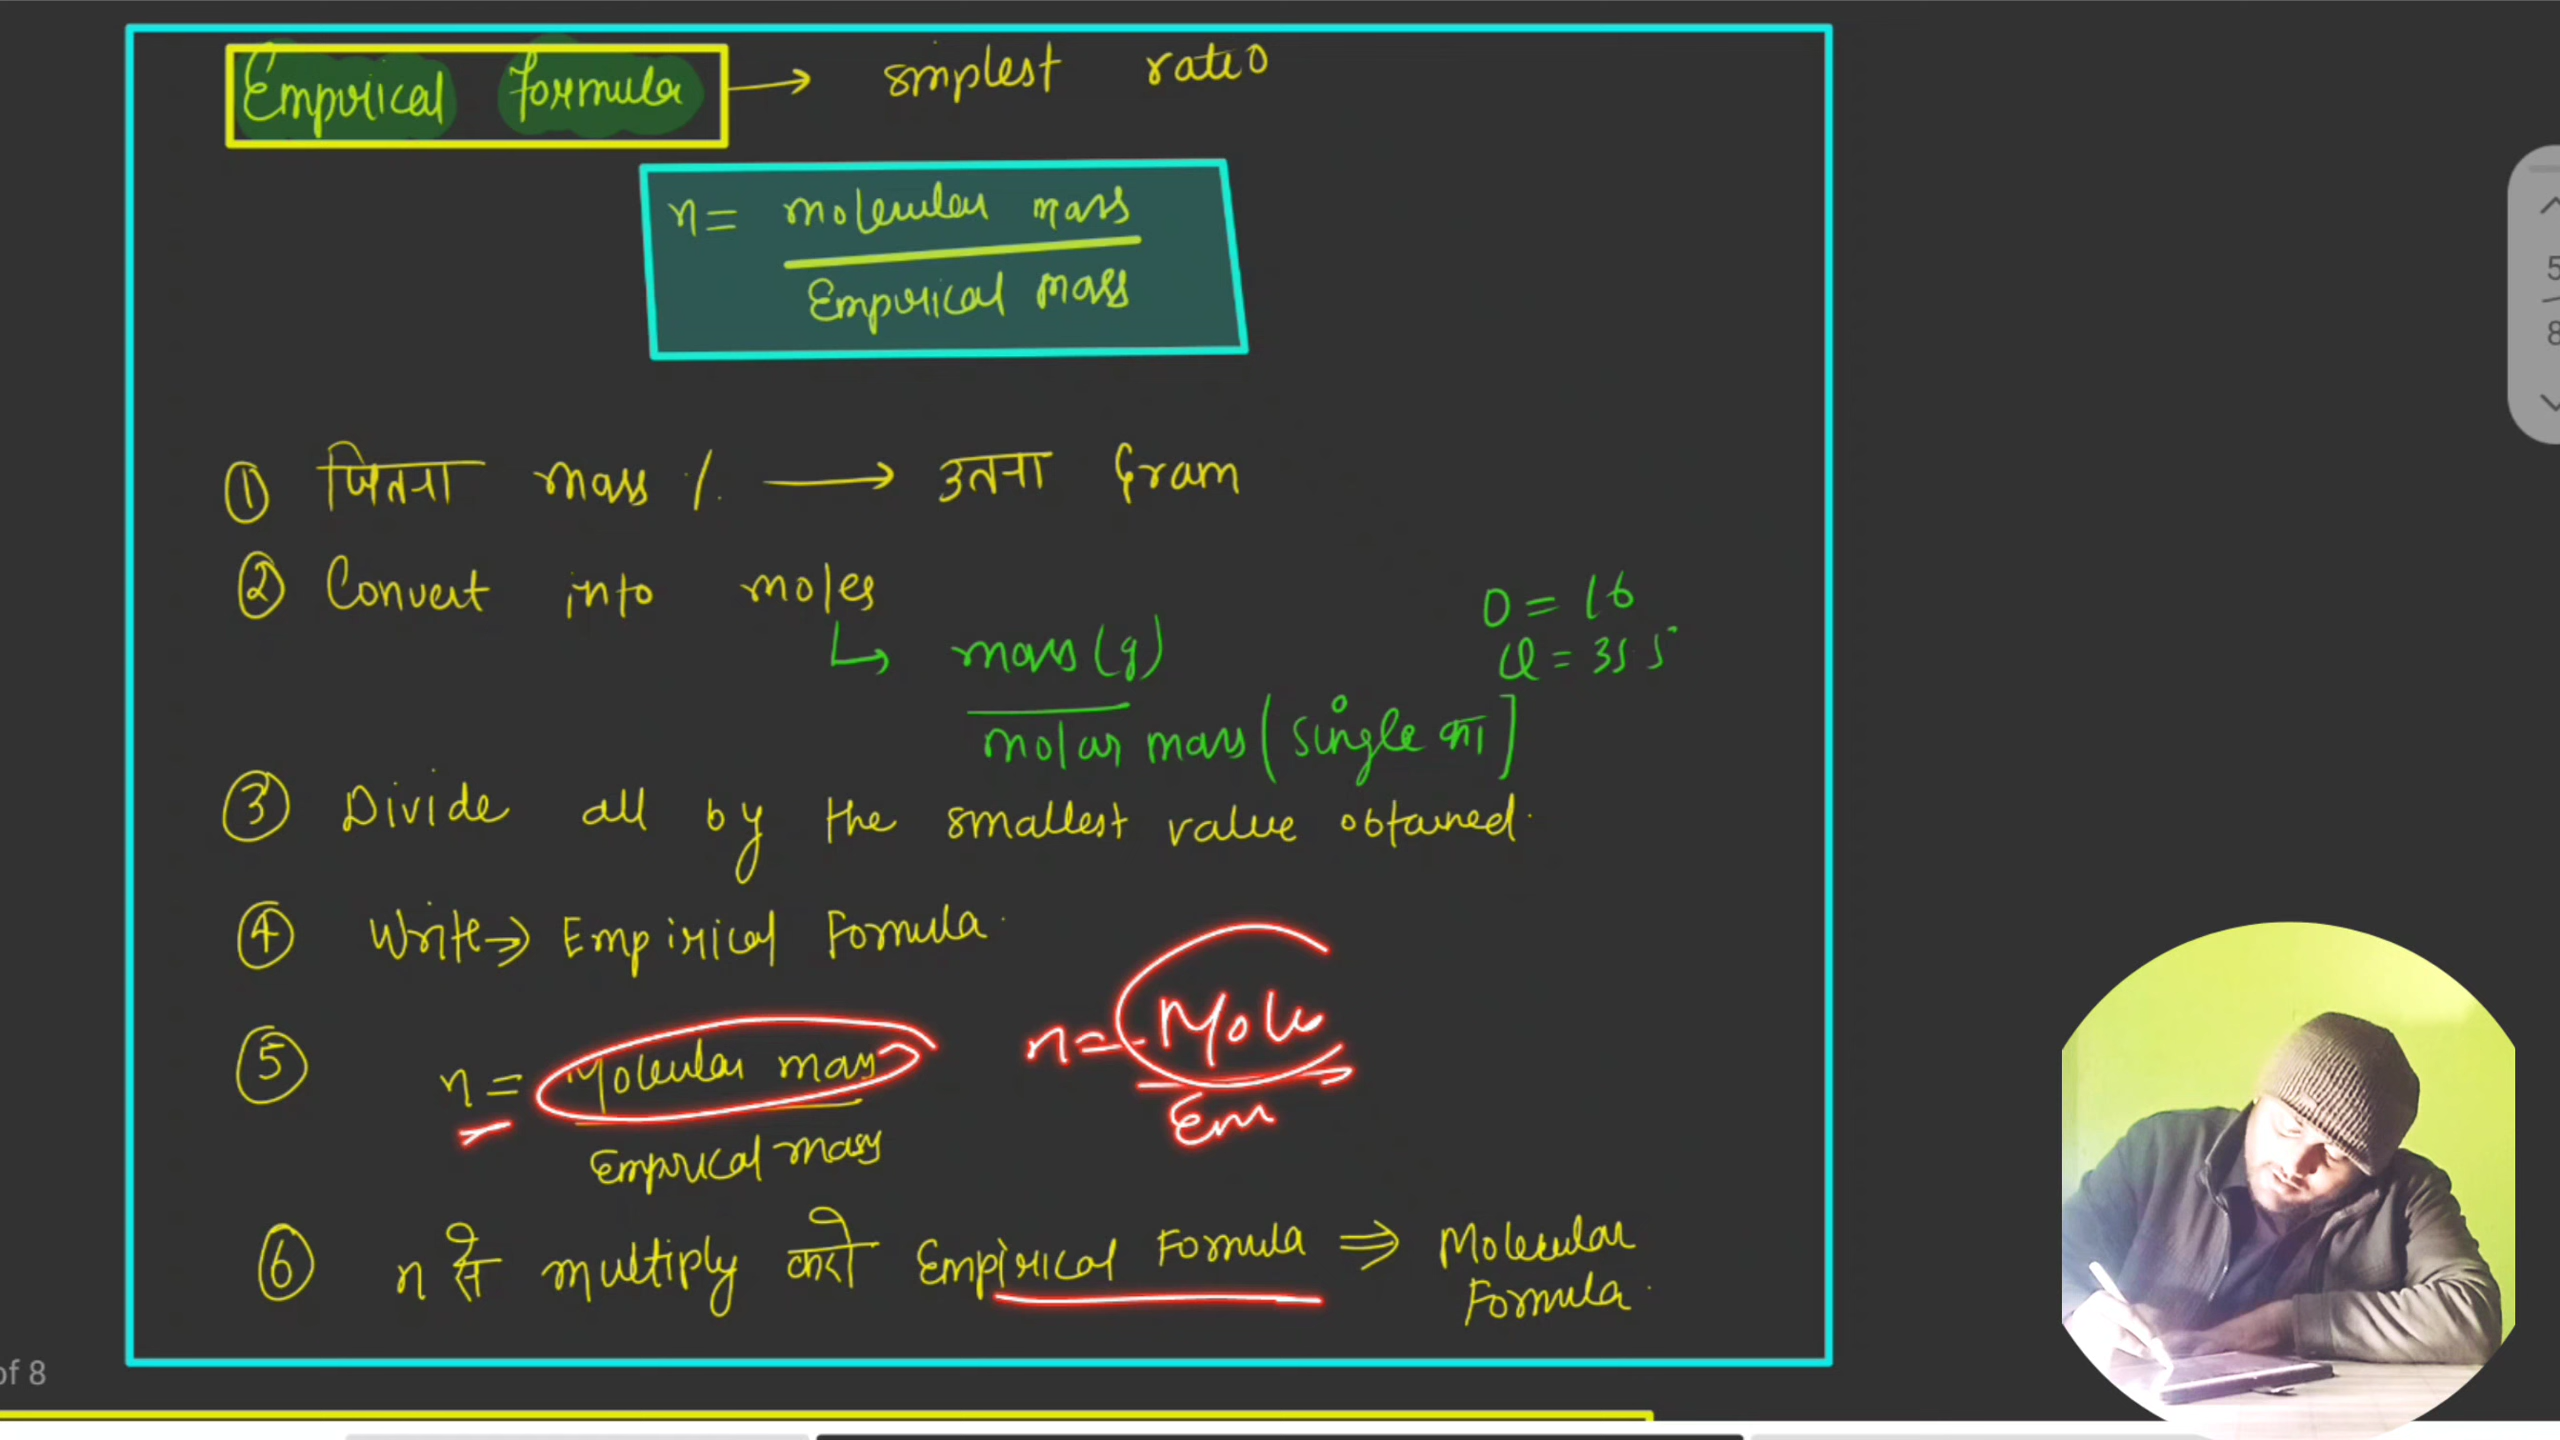 Empirical Formula → simplest ratio
n = molecular mass
Empirical mass
① जितना mass % → उतना Gram
② Convert into moles
O = 16
↳ mass (g)
Cl = 35 5
molar mass (single का]
③ Divide all by the smallest value obtained.
④ Write ⇒ Empirical Formula.
n = Mole
⑤ n = Molecular mass
Em
Empirical mass
⑥ n से multiply करो Empirical Formula ⇒ Molecular
Formula.
of 8
5
8